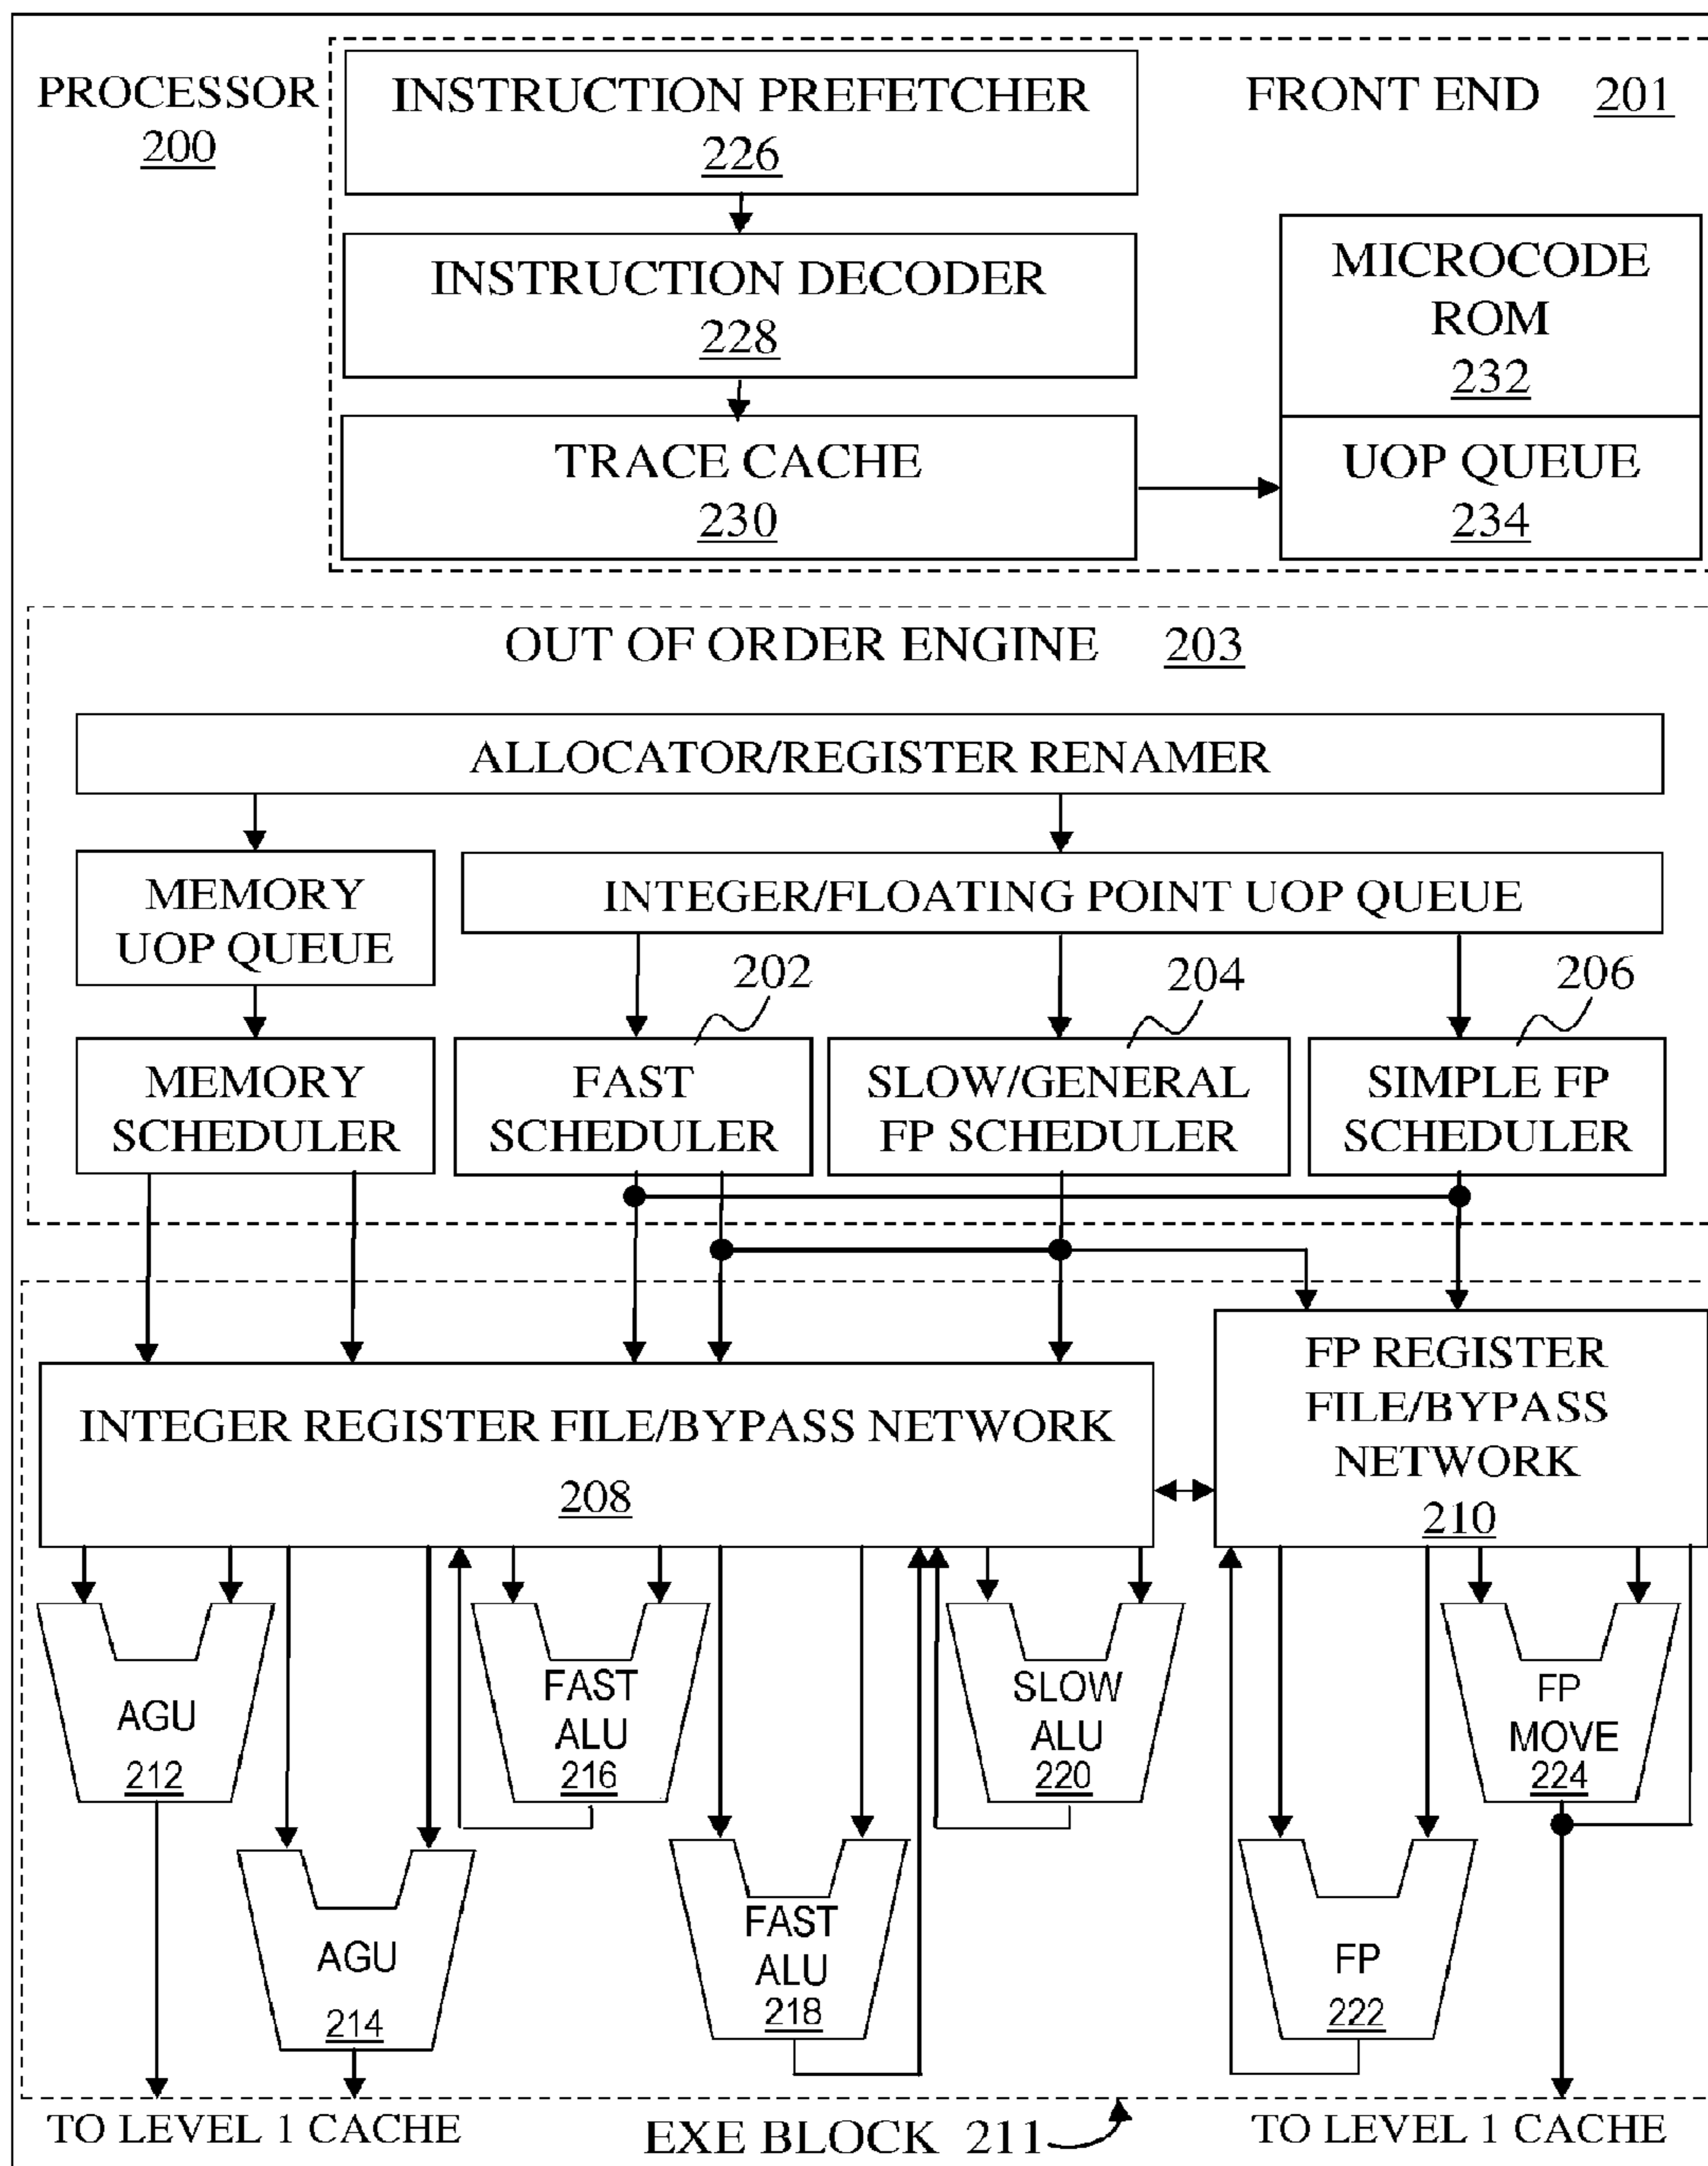 PROCESSOR
200
INSTRUCTION PREFETCHER
226
FRONT END 201
INSTRUCTION DECODER
228
MICROCODE
ROM
232
TRACE CACHE
230
UOP QUEUE
234
OUT OF ORDER ENGINE 203
ALLOCATOR/REGISTER RENAMER
MEMORY
UOP QUEUE
INTEGER/FLOATING POINT UOP QUEUE
202
204
206
MEMORY
SCHEDULER
FAST
SCHEDULER
SLOW/GENERAL
FP SCHEDULER
SIMPLE FP
SCHEDULER
INTEGER REGISTER FILE/BYPASS NETWORK
208
FP REGISTER
FILE/BYPASS
NETWORK
210
AGU
212
FAST
ALU
216
SLOW
ALU
220
FP
MOVE
224
AGU
214
FAST
ALU
218
FP
222
TO LEVEL 1 CACHE
EXE BLOCK 211
TO LEVEL 1 CACHE